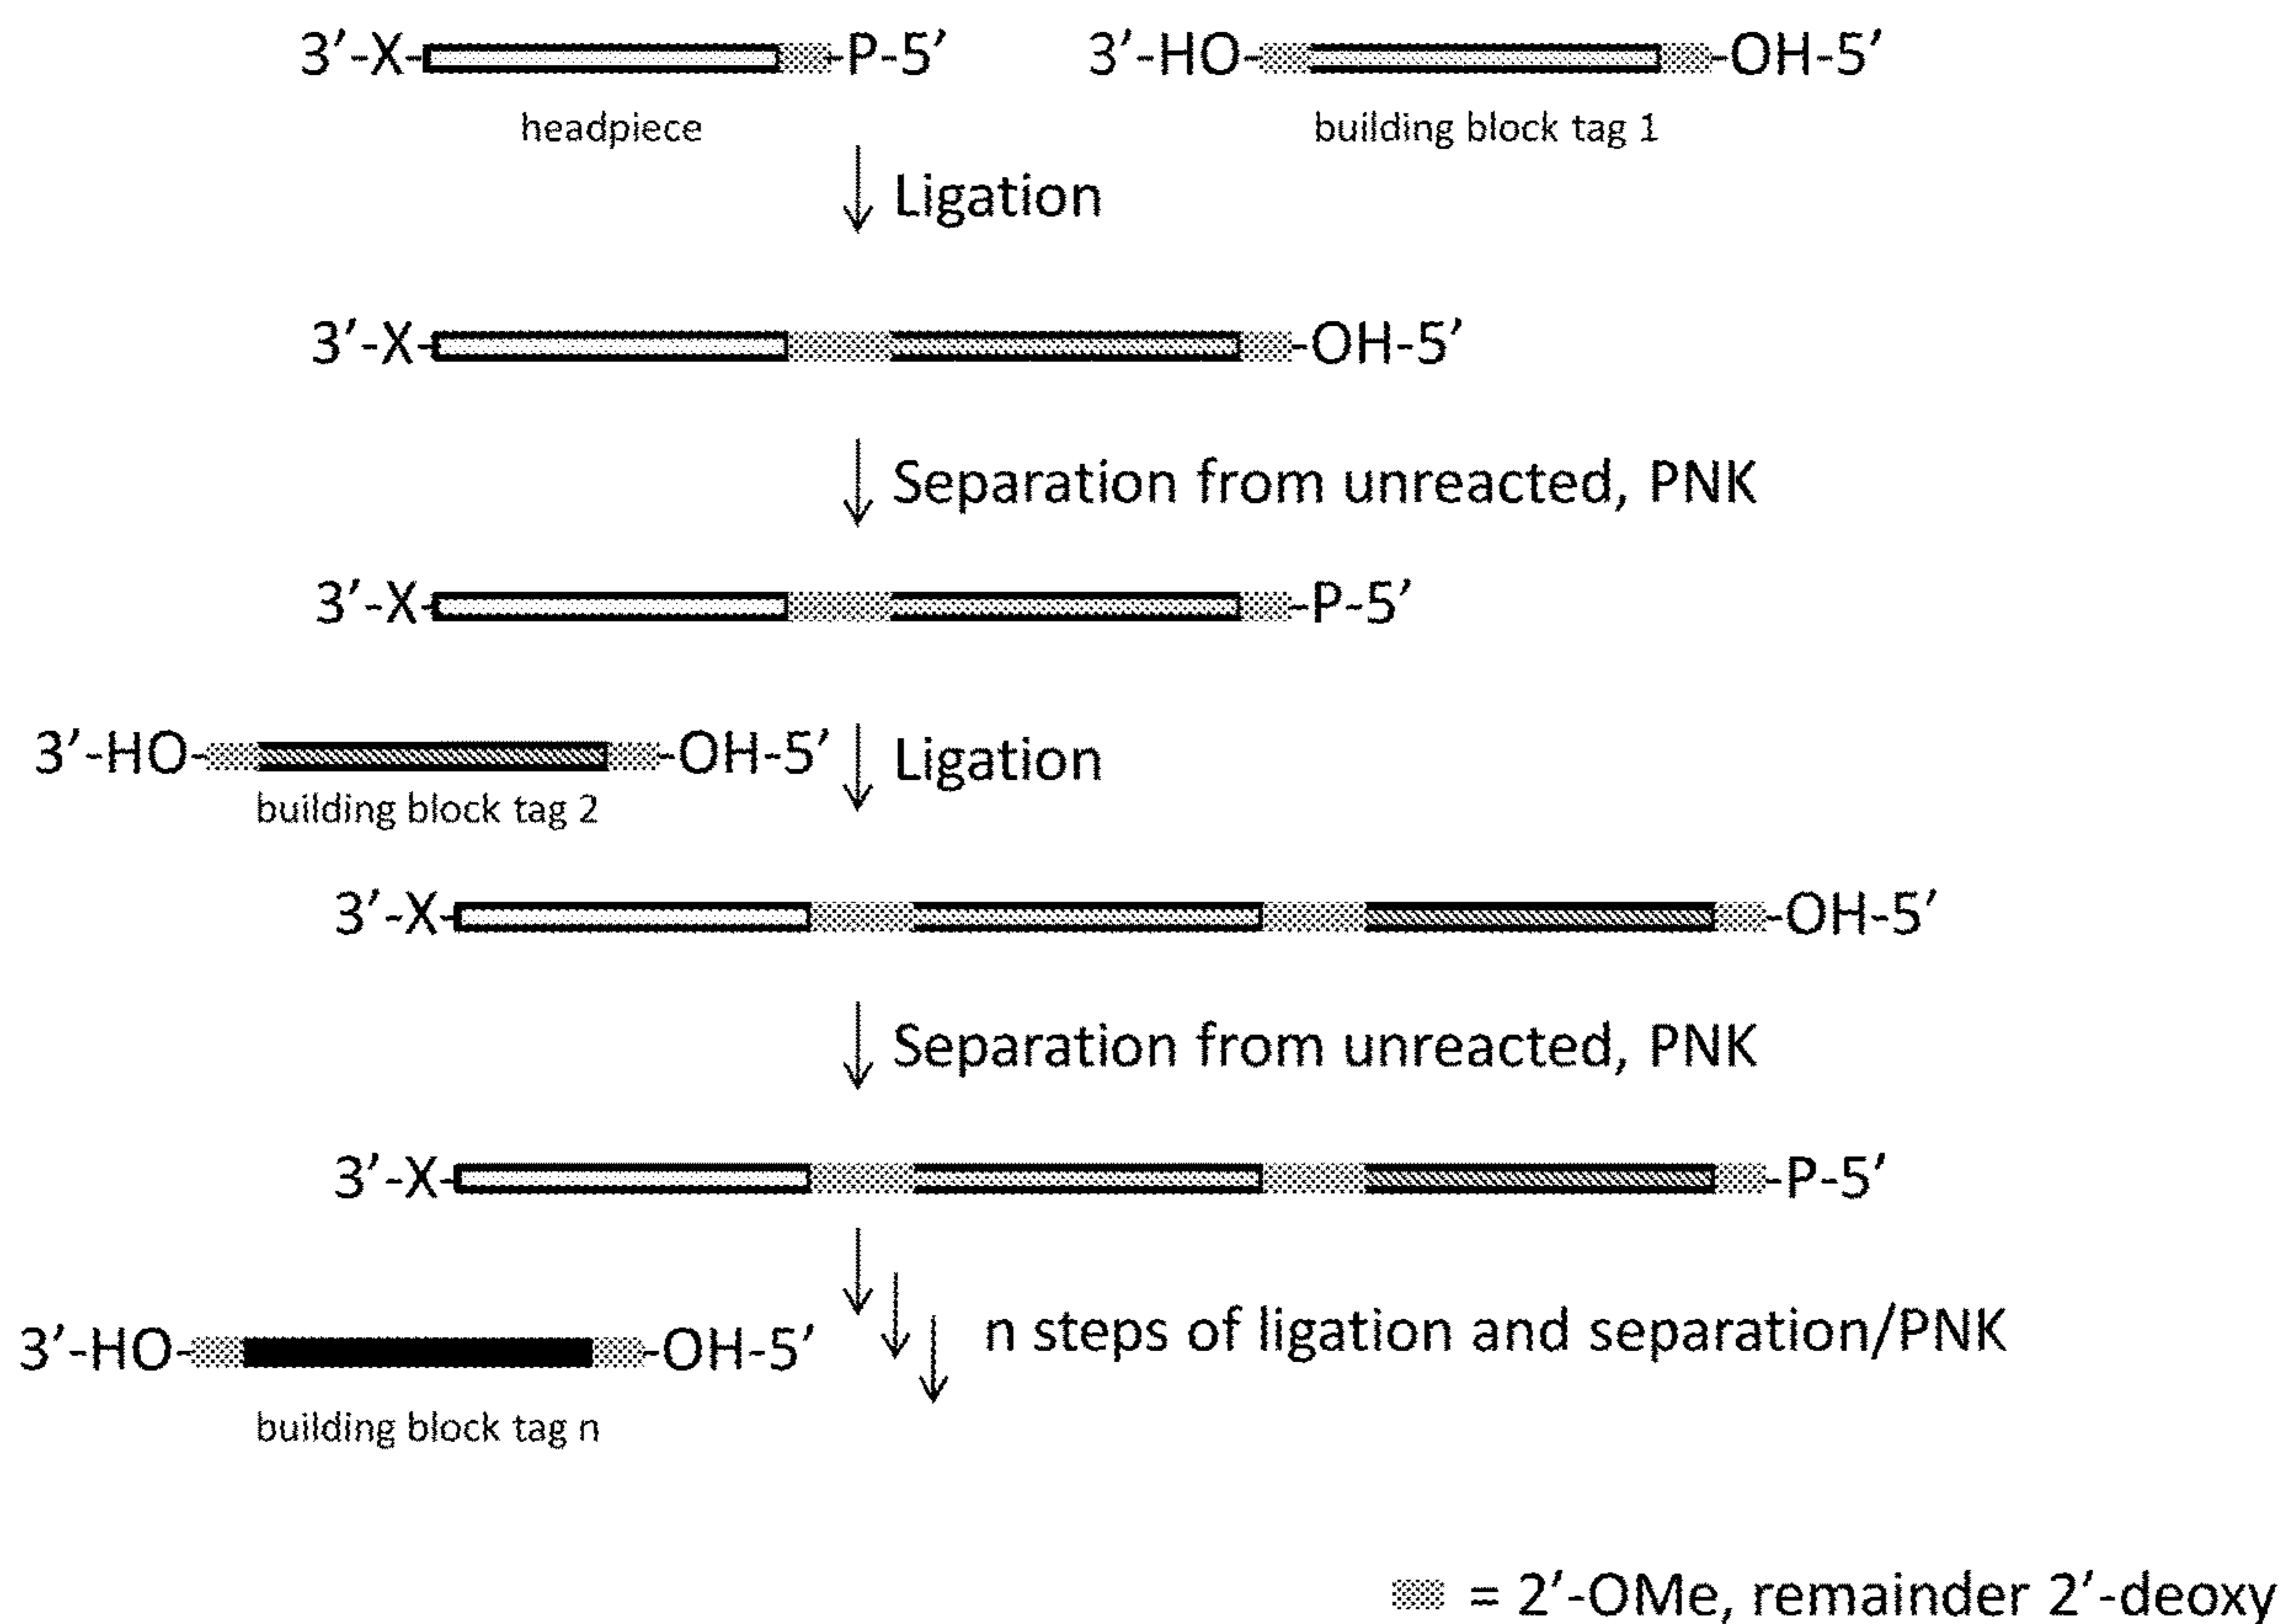 3′-X- -P-5′ 3′-HO- -OH-5′
headpiece building block tag 1
Ligation
3′-X- -OH-5′
Separation from unreacted, PNK
3′-X- -P-5′
3′-HO- -OH-5′ Ligation
building block tag 2
3′-X- -OH-5′
Separation from unreacted, PNK
3′-X- -P-5′
n steps of ligation and separation/PNK
3′-HO- -OH-5′
building block tag n
= 2′-OMe, remainder 2′-deoxy